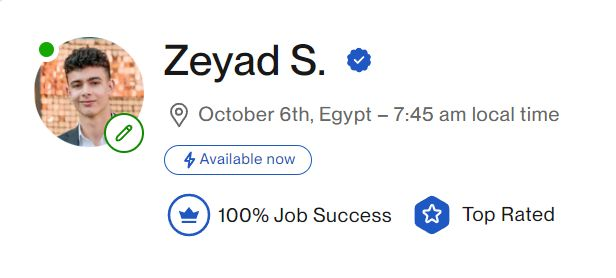 Zeyad S.
October 6th, Egypt – 7:45 am local time
Available now
100% Job Success
Top Rated